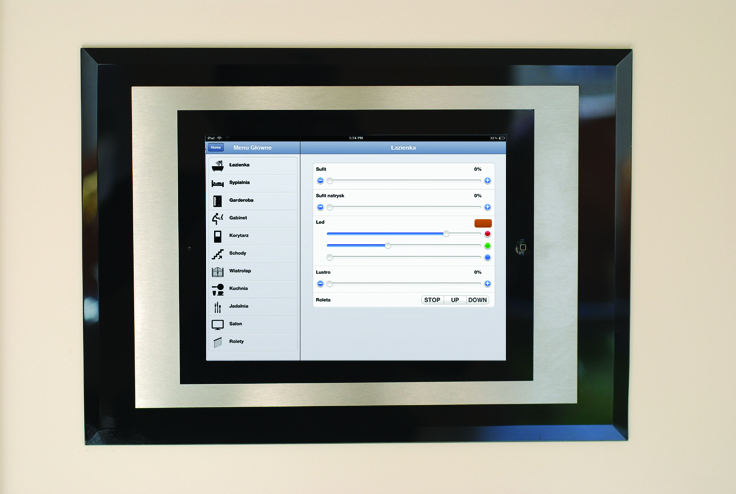 iPad 2:14 PM
Home Menu Główne Łazienka
Łazienka
Sypialnia
Garderoba
Gabinet
Korytarz
Schody
Wiatrołap
Kuchnia
Jadalnia
Salon
Rolety
Sufit 0%
Sufit natrysk 0%
Led
Lustro 0%
Roleta STOP UP DOWN